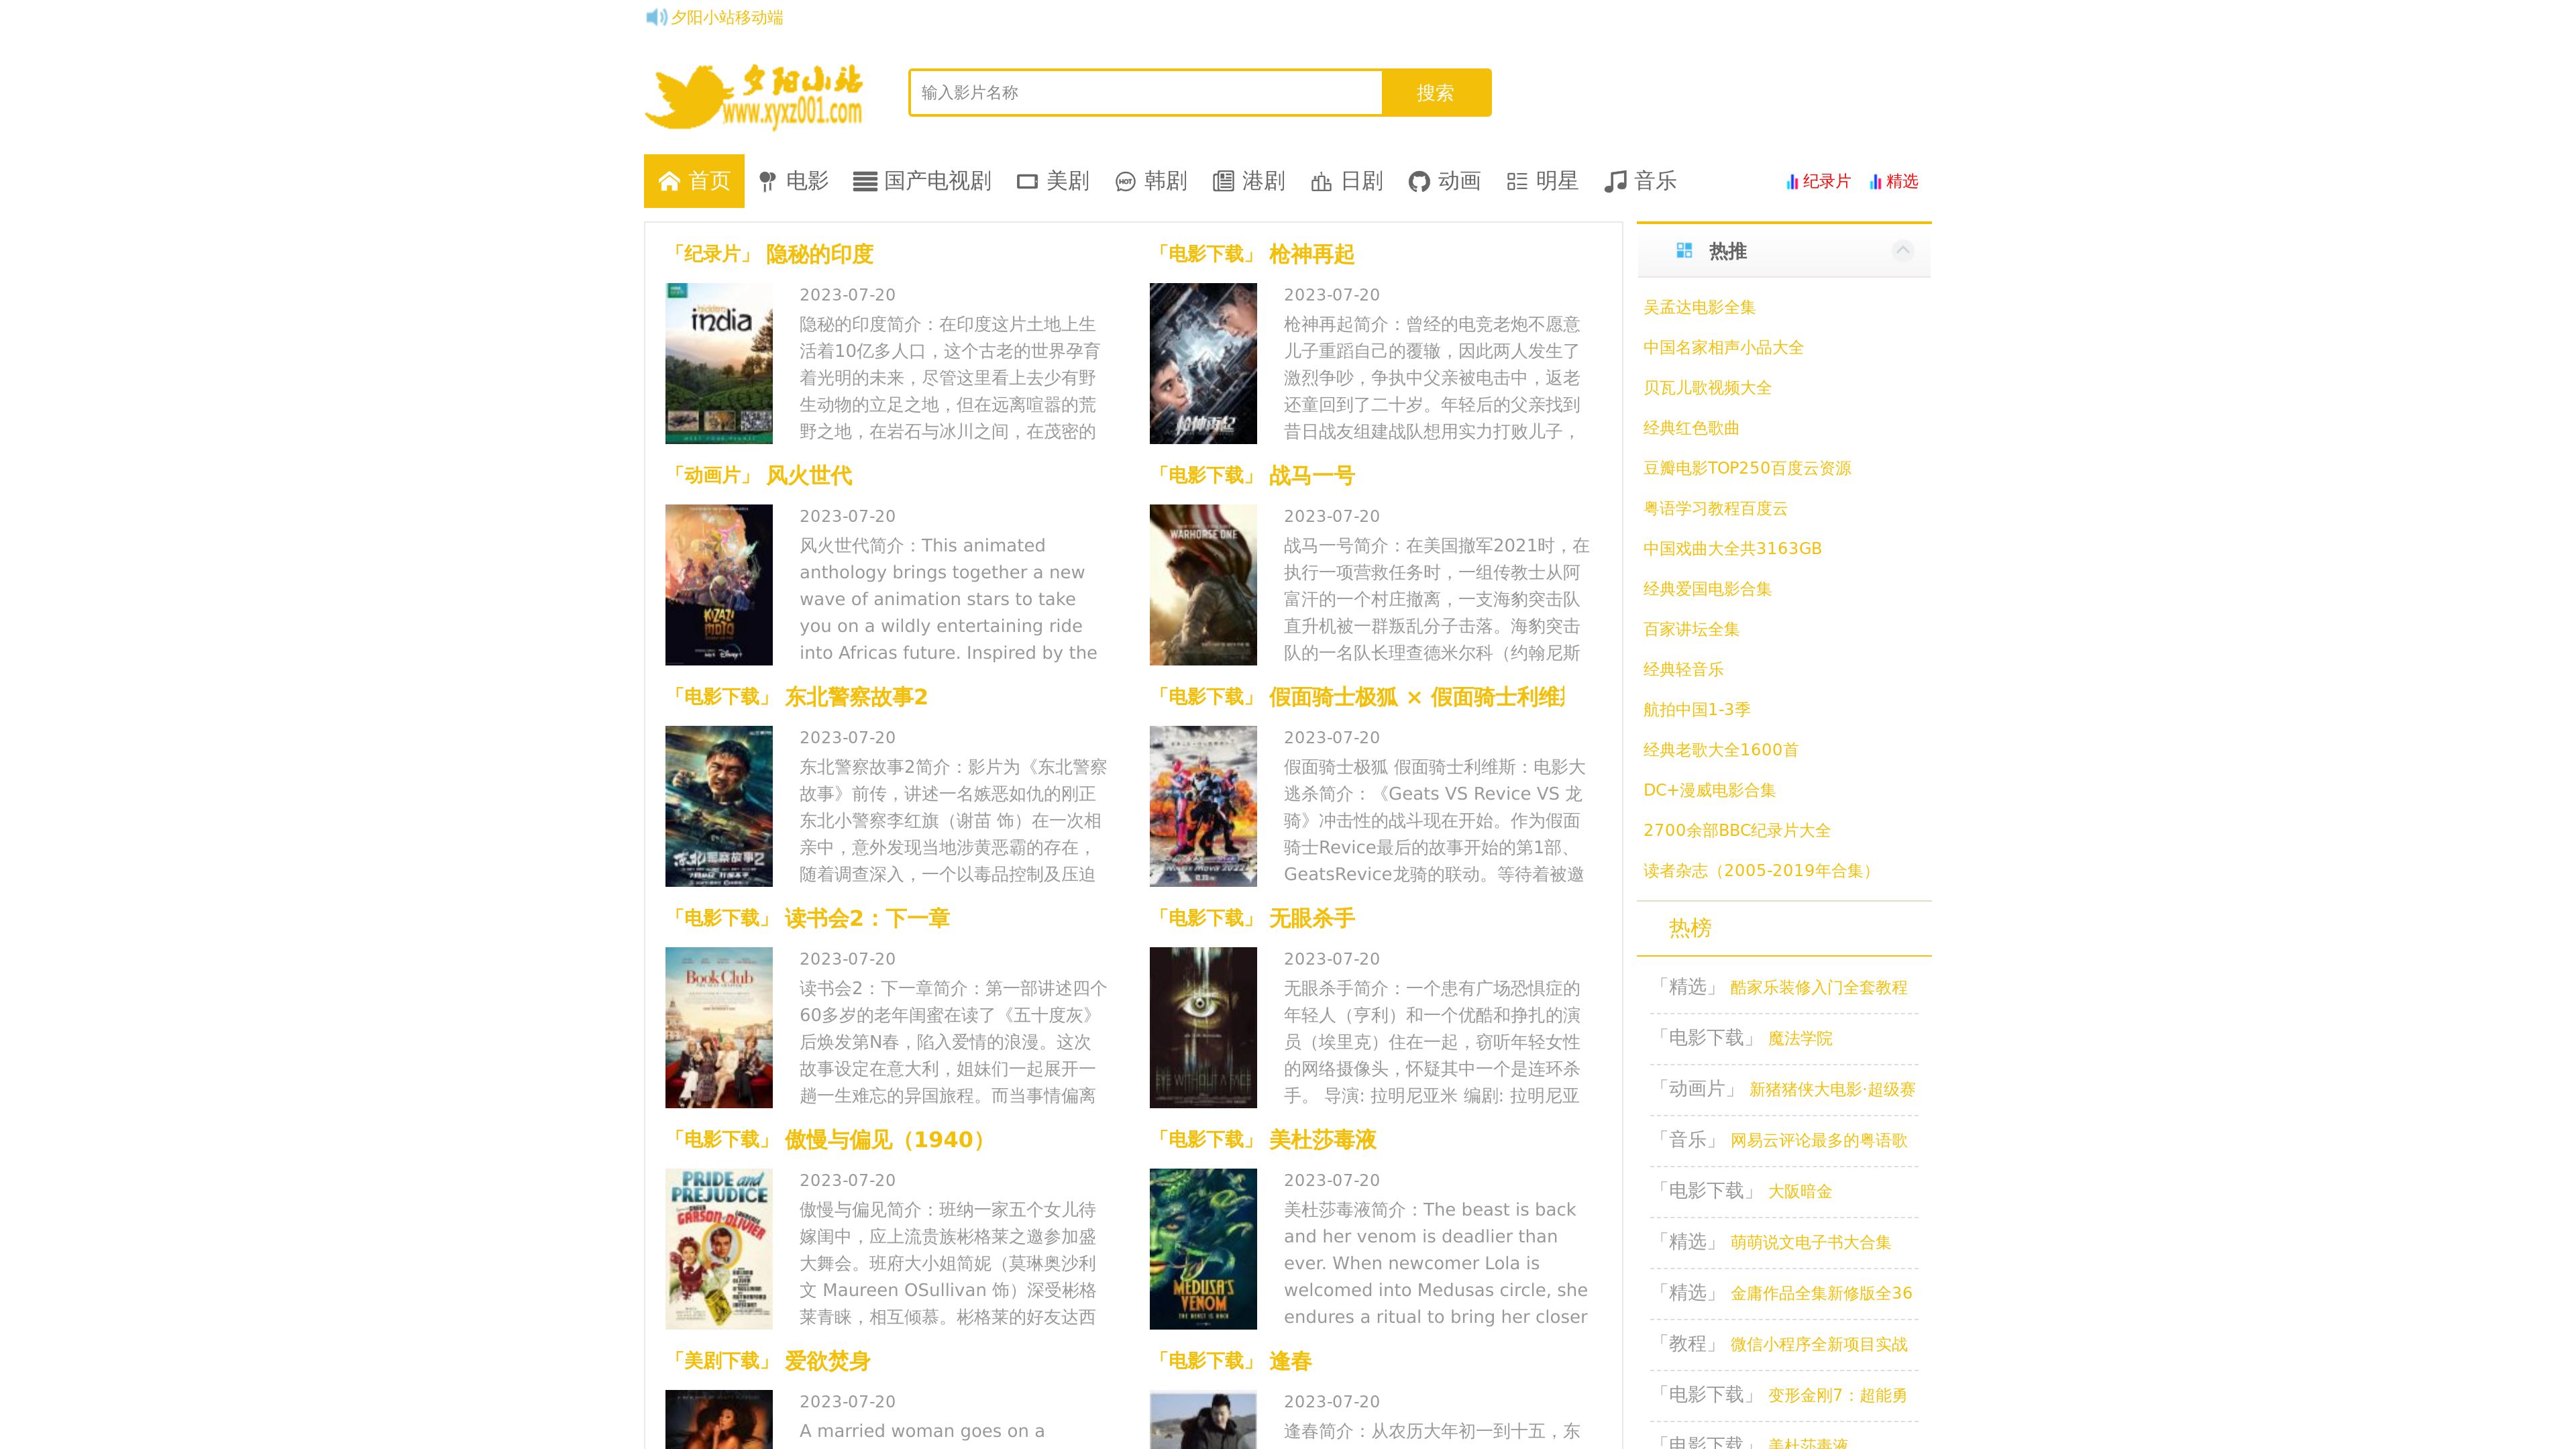 夕阳小站移动端
夕阳小站
www.xyxz001.com
输入影片名称
搜索
首页
电影
国产电视剧
美剧
HOT
韩剧
港剧
日剧
动画
明星
音乐
纪录片
精选
「纪录片」 隐秘的印度
hidden
india
2023-07-20
隐秘的印度简介：在印度这片土地上生
活着10亿多人口，这个古老的世界孕育
着光明的未来，尽管这里看上去少有野
生动物的立足之地，但在远离喧嚣的荒
野之地，在岩石与冰川之间，在茂密的
「电影下载」 枪神再起
枪神再起
2023-07-20
枪神再起简介：曾经的电竞老炮不愿意
儿子重蹈自己的覆辙，因此两人发生了
激烈争吵，争执中父亲被电击中，返老
还童回到了二十岁。年轻后的父亲找到
昔日战友组建战队想用实力打败儿子，
「动画片」 风火世代
KIZAZI
MOTO
Disney+
2023-07-20
风火世代简介：This animated
anthology brings together a new
wave of animation stars to take
you on a wildly entertaining ride
into Africas future. Inspired by the
「电影下载」 战马一号
WARHORSE ONE
2023-07-20
战马一号简介：在美国撤军2021时，在
执行一项营救任务时，一组传教士从阿
富汗的一个村庄撤离，一支海豹突击队
直升机被一群叛乱分子击落。海豹突击
队的一名队长理查德米尔科（约翰尼斯
「电影下载」 东北警察故事2
东北警察故事2
2023-07-20
东北警察故事2简介：影片为《东北警察
故事》前传，讲述一名嫉恶如仇的刚正
东北小警察李红旗（谢苗 饰）在一次相
亲中，意外发现当地涉黄恶霸的存在，
随着调查深入，一个以毒品控制及压迫
「电影下载」 假面骑士极狐 × 假面骑士利维
2023-07-20
假面骑士极狐 假面骑士利维斯：电影大
逃杀简介：《Geats VS Revice VS 龙
骑》冲击性的战斗现在开始。作为假面
骑士Revice最后的故事开始的第1部、
GeatsRevice龙骑的联动。等待着被邀
「电影下载」 读书会2：下一章
Book Club
2023-07-20
读书会2：下一章简介：第一部讲述四个
60多岁的老年闺蜜在读了《五十度灰》
后焕发第N春，陷入爱情的浪漫。这次
故事设定在意大利，姐妹们一起展开一
趟一生难忘的异国旅程。而当事情偏离
「电影下载」 无眼杀手
EYE WITHOUT A FACE
2023-07-20
无眼杀手简介：一个患有广场恐惧症的
年轻人（亨利）和一个优酷和挣扎的演
员（埃里克）住在一起，窃听年轻女性
的网络摄像头，怀疑其中一个是连环杀
手。 导演: 拉明尼亚米 编剧: 拉明尼亚
「电影下载」 傲慢与偏见（1940）
PRIDE and
PREJUDICE
GARSON·OLIVIER
2023-07-20
傲慢与偏见简介：班纳一家五个女儿待
嫁闺中，应上流贵族彬格莱之邀参加盛
大舞会。班府大小姐简妮（莫琳奥沙利
文 Maureen OSullivan 饰）深受彬格
莱青睐，相互倾慕。彬格莱的好友达西
「电影下载」 美杜莎毒液
MEDUSA'S
VENOM
THE BEAST IS BACK
2023-07-20
美杜莎毒液简介：The beast is back
and her venom is deadlier than
ever. When newcomer Lola is
welcomed into Medusas circle, she
endures a ritual to bring her closer
「美剧下载」 爱欲焚身
2023-07-20
A married woman goes on a
「电影下载」 逢春
2023-07-20
逢春简介：从农历大年初一到十五，东
热推
吴孟达电影全集
中国名家相声小品大全
贝瓦儿歌视频大全
经典红色歌曲
豆瓣电影TOP250百度云资源
粤语学习教程百度云
中国戏曲大全共3163GB
经典爱国电影合集
百家讲坛全集
经典轻音乐
航拍中国1-3季
经典老歌大全1600首
DC+漫威电影合集
2700余部BBC纪录片大全
读者杂志（2005-2019年合集）
热榜
「精选」 酷家乐装修入门全套教程
「电影下载」 魔法学院
「动画片」 新猪猪侠大电影·超级赛
「音乐」 网易云评论最多的粤语歌
「电影下载」 大阪暗金
「精选」 萌萌说文电子书大合集
「精选」 金庸作品全集新修版全36
「教程」 微信小程序全新项目实战
「电影下载」 变形金刚7：超能勇
「电影下载」 美杜莎毒液